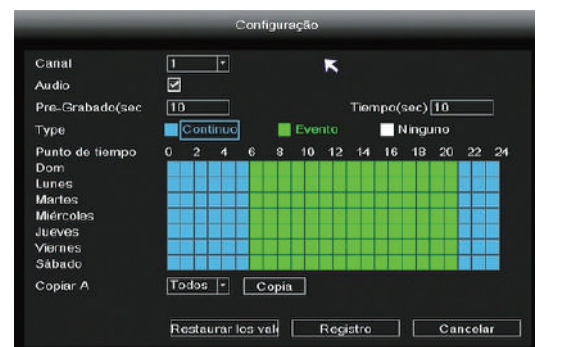 Configuração
Canal 1
Audio
Pre-Grabado(sec 10 Tiempo(sec) 10
Type Continuo Evento Ninguno
Punto de tiempo 0 2 4 6 8 10 12 14 16 18 20 22 24
Dom
Lunes
Martes
Miércoles
Jueves
Viernes
Sábado
Copiar A Todos Copia
Restaurar los val Registro Cancelar